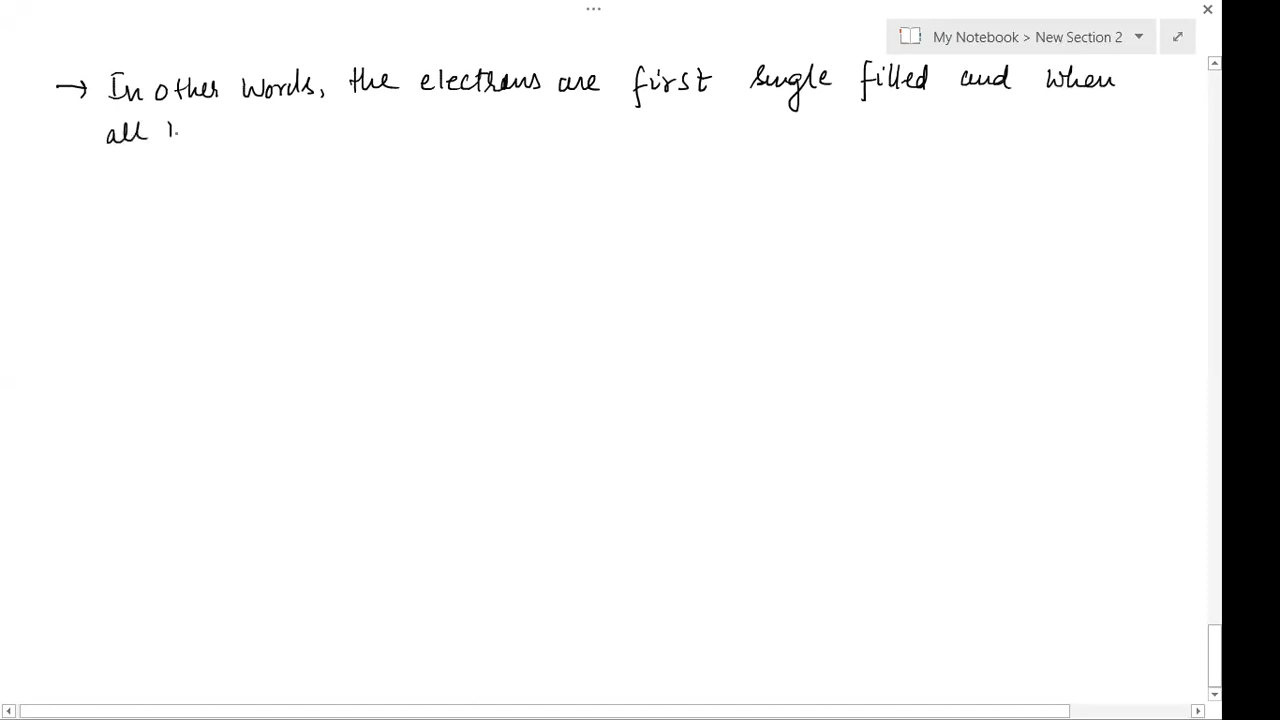 My Notebook > New Section 2
→ In other words, the electrons are first single filled and when
all